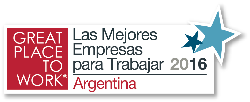 GREAT
PLACE
TO
WORK®
Las Mejores
Empresas
para Trabajar 2016
Argentina